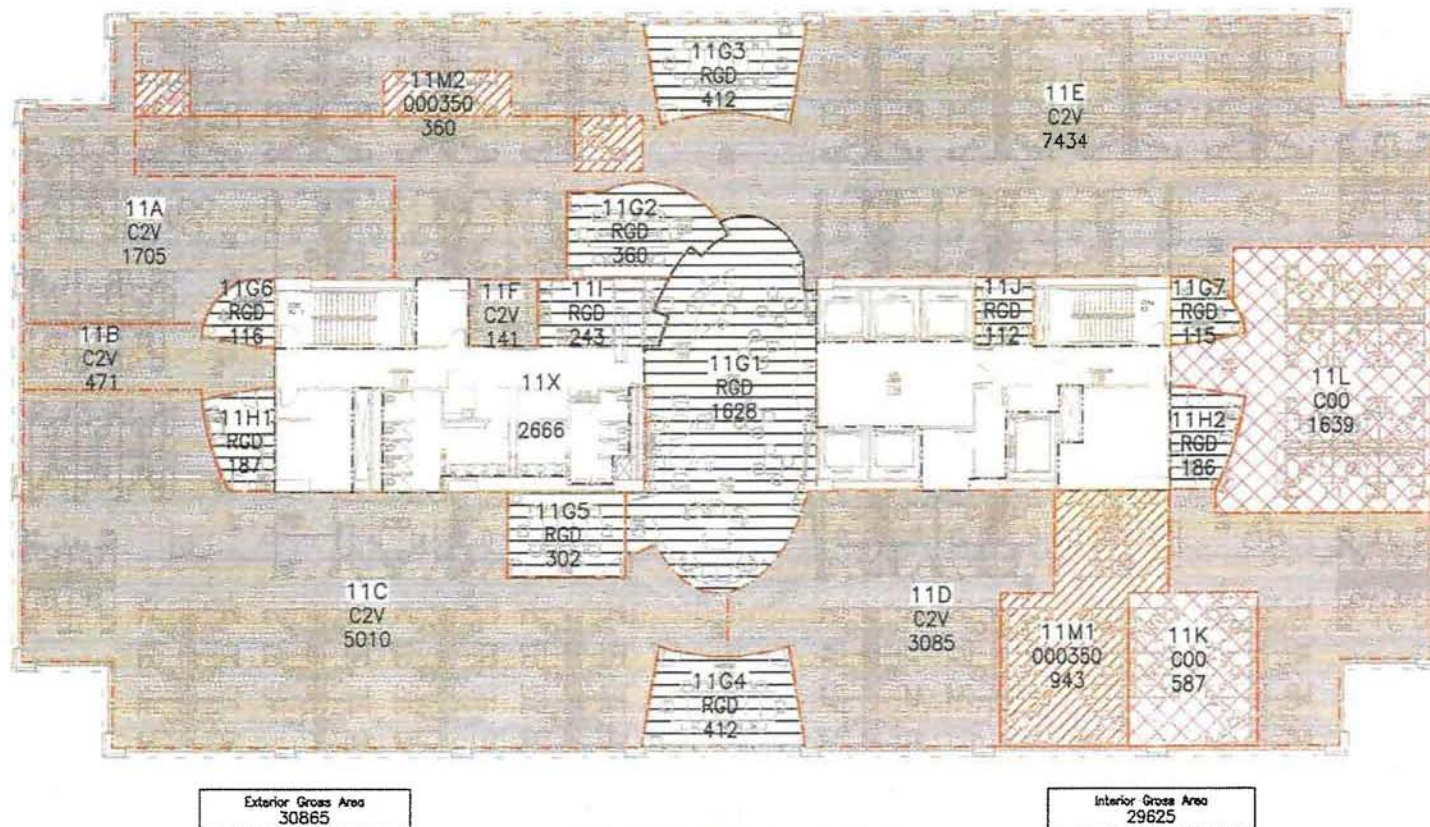 11G3
RGD
412
11M2
000350
360
11E
C2V
7434
11A
C2V
1705
11G2
RGD
360
11G6
RGD
116
11F
C2V
141
11I
RGD
243
11J
RGD
112
11G7
RGD
115
11B
C2V
471
11G1
RGD
1628
11X
2666
11L
C00
1639
11H1
RGD
187
11H2
RGD
186
11G5
RGD
302
11C
C2V
5010
11D
C2V
3085
11M1
000350
943
11K
C00
587
11G4
RGD
412
Exterior Gross Area
30865
Interior Gross Area
29625